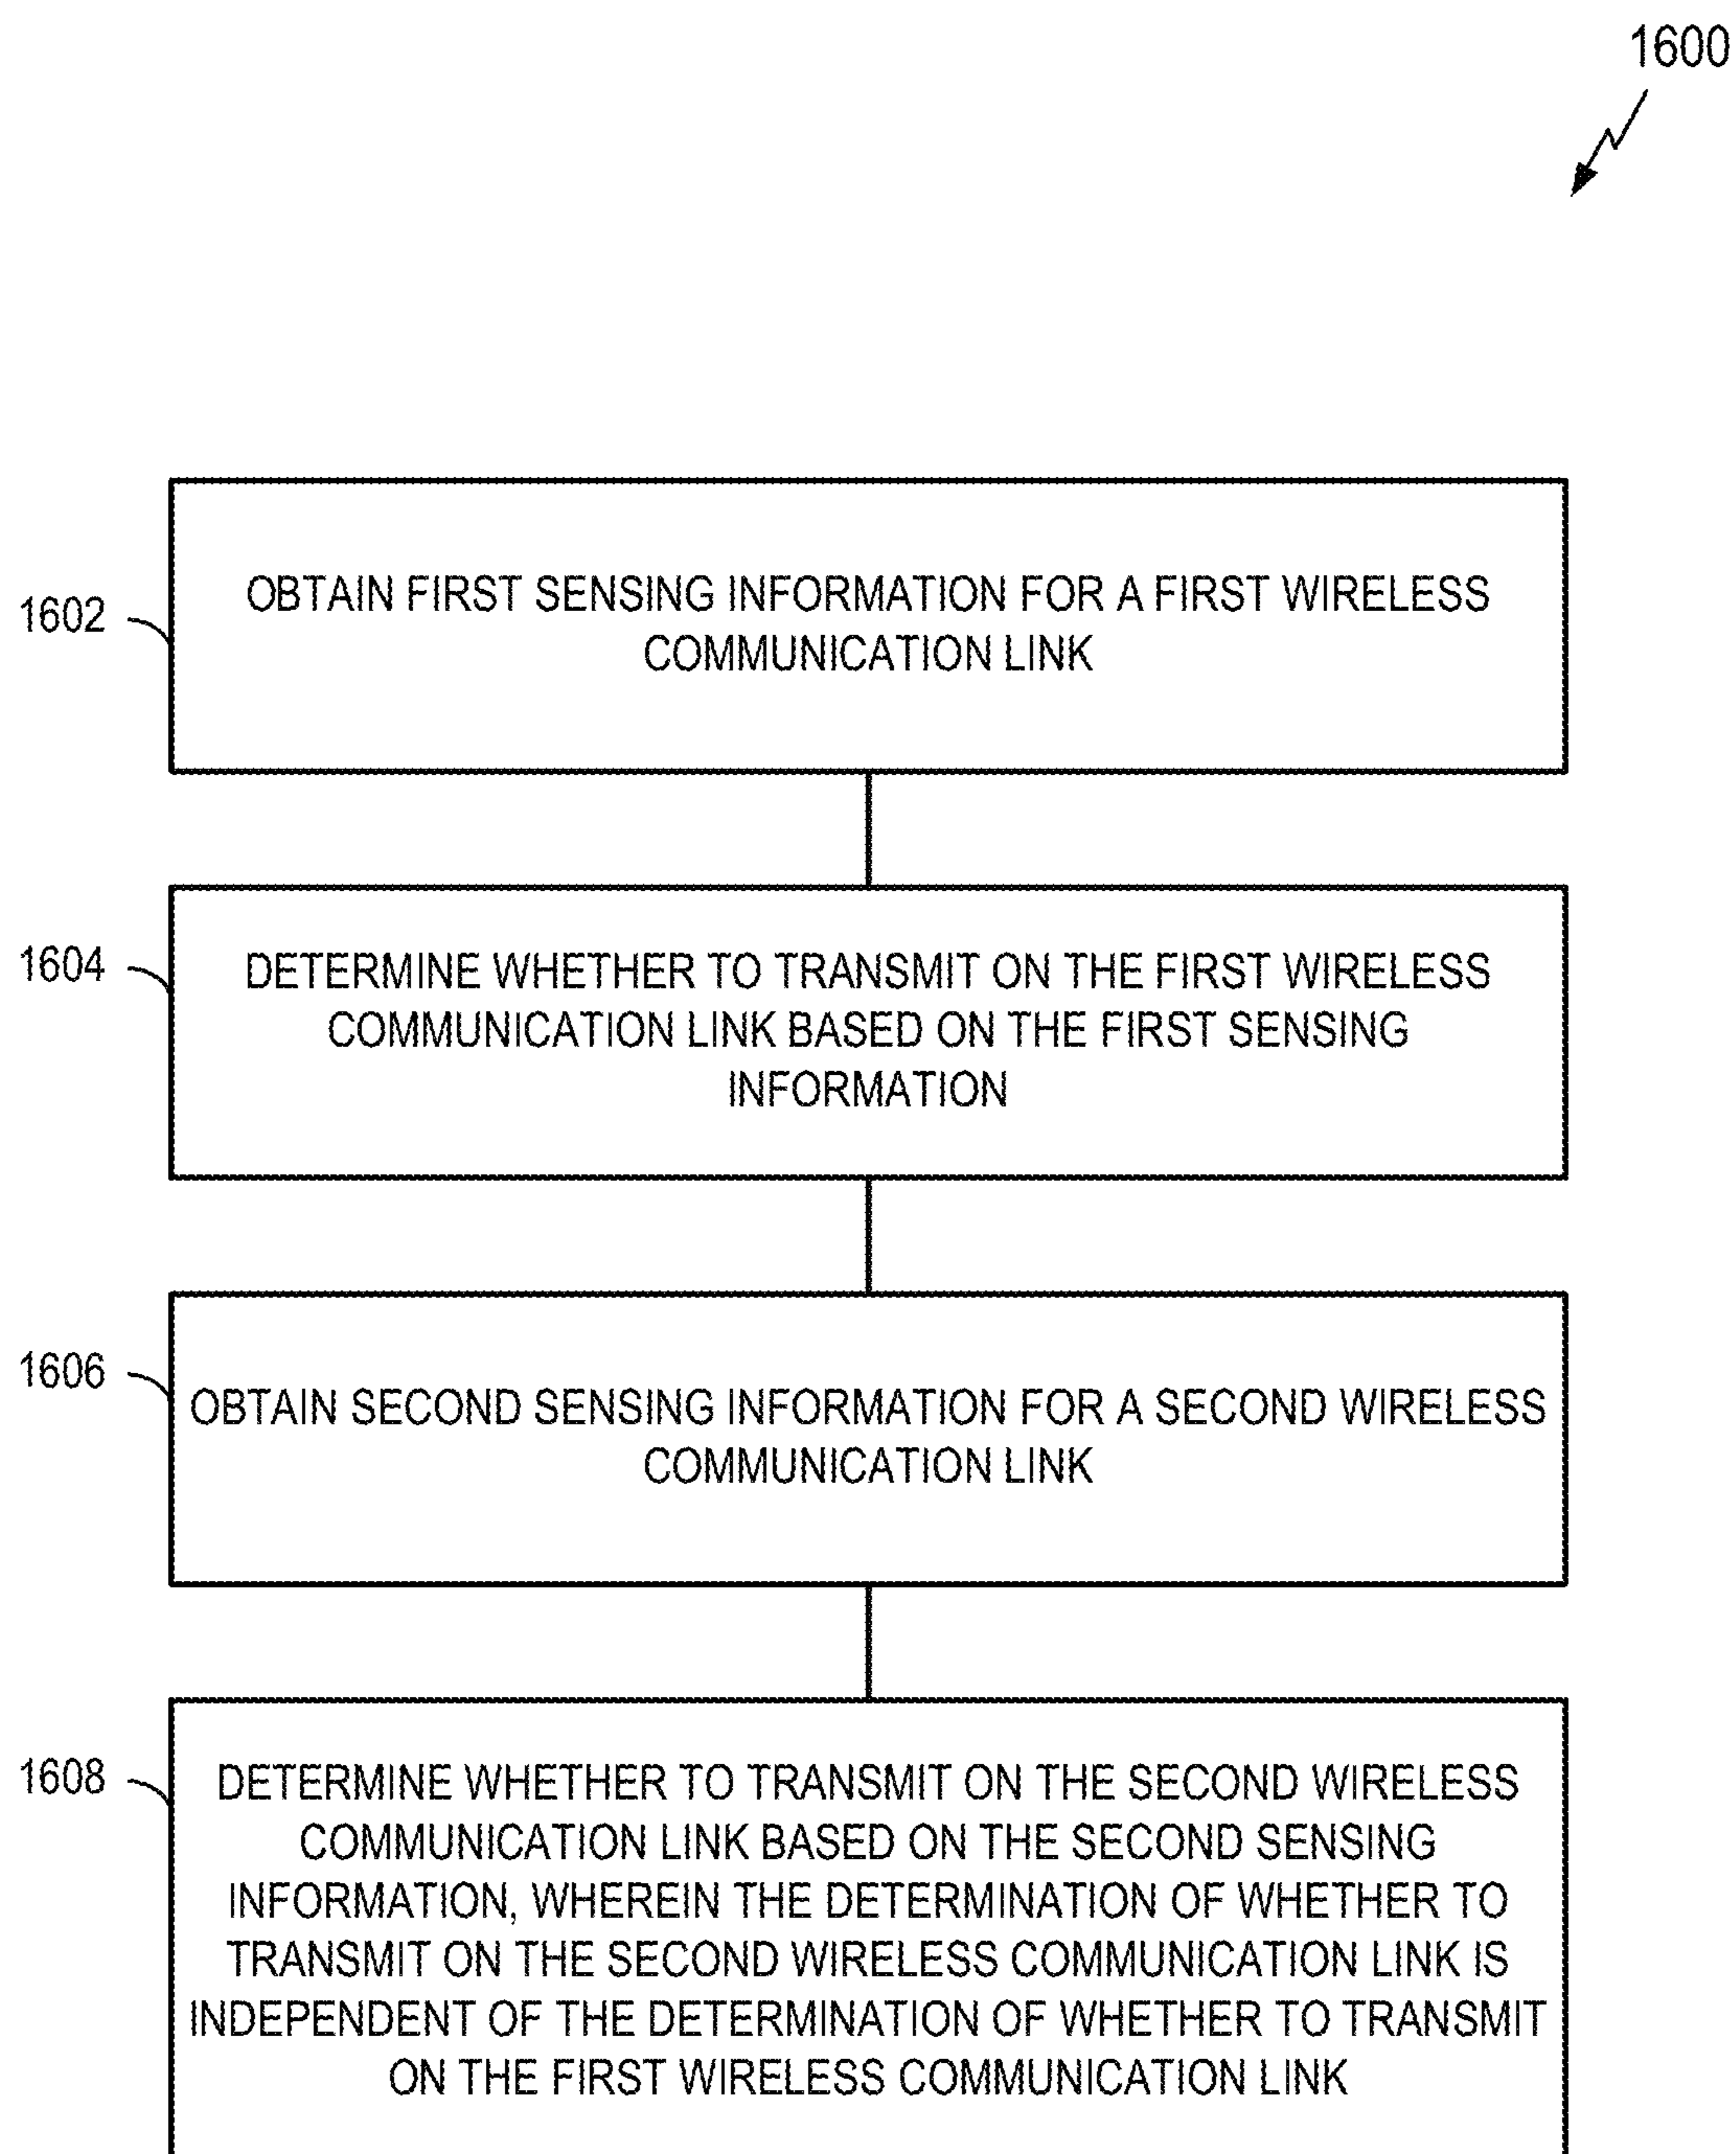 1600
1602
OBTAIN FIRST SENSING INFORMATION FOR A FIRST WIRELESS
COMMUNICATION LINK
1604
DETERMINE WHETHER TO TRANSMIT ON THE FIRST WIRELESS
COMMUNICATION LINK BASED ON THE FIRST SENSING
INFORMATION
1606
OBTAIN SECOND SENSING INFORMATION FOR A SECOND WIRELESS
COMMUNICATION LINK
1608
DETERMINE WHETHER TO TRANSMIT ON THE SECOND WIRELESS
COMMUNICATION LINK BASED ON THE SECOND SENSING
INFORMATION, WHEREIN THE DETERMINATION OF WHETHER TO
TRANSMIT ON THE SECOND WIRELESS COMMUNICATION LINK IS
INDEPENDENT OF THE DETERMINATION OF WHETHER TO TRANSMIT
ON THE FIRST WIRELESS COMMUNICATION LINK